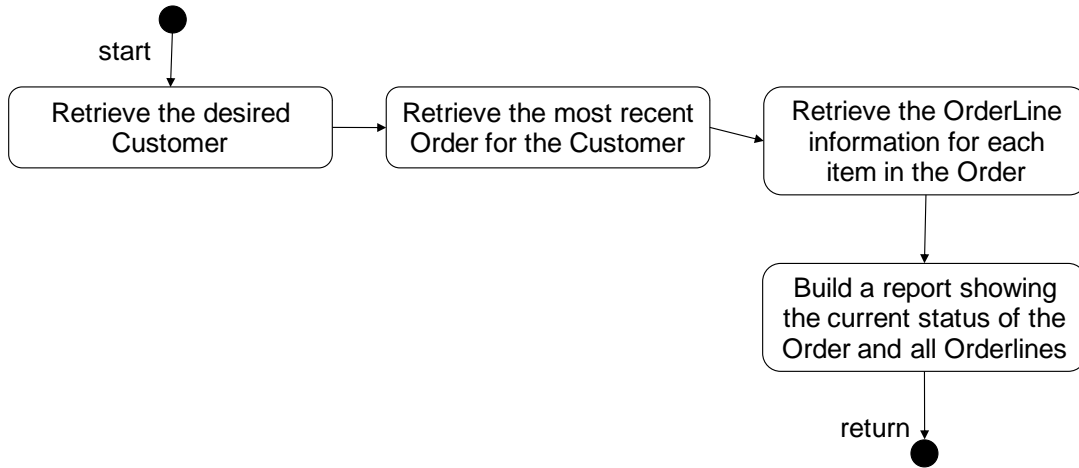 start
Retrieve the desired
Customer
Retrieve the most recent
Order for the Customer
Retrieve the OrderLine
information for each
item in the Order
Build a report showing
the current status of the
Order and all Orderlines
return